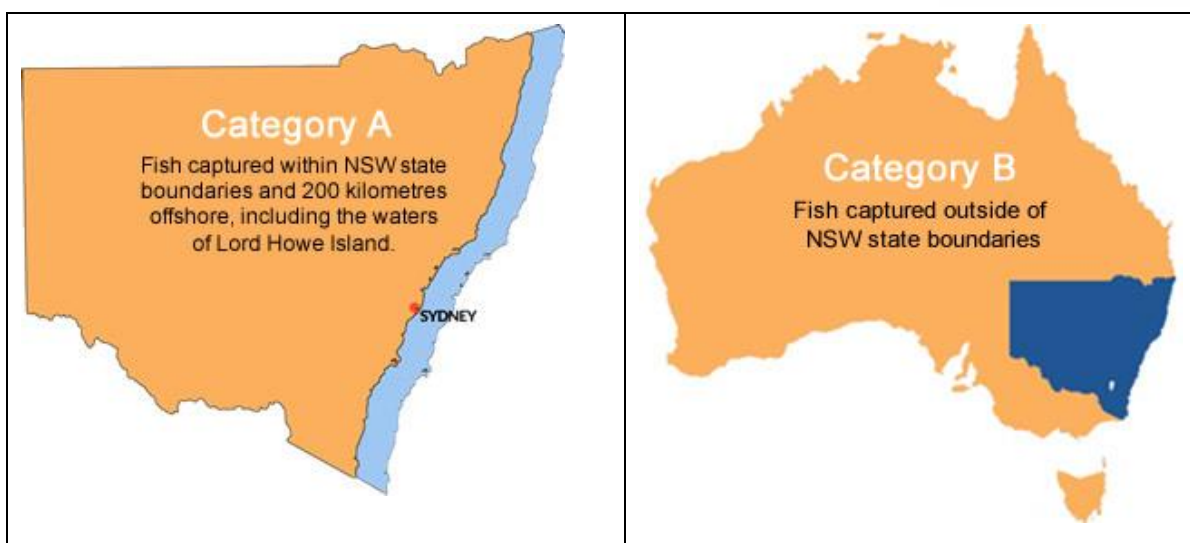 Category A
Fish captured within NSW state
boundaries and 200 kilometres
offshore, including the waters
of Lord Howe Island.
SYDNEY
Category B
Fish captured outside of
NSW state boundaries